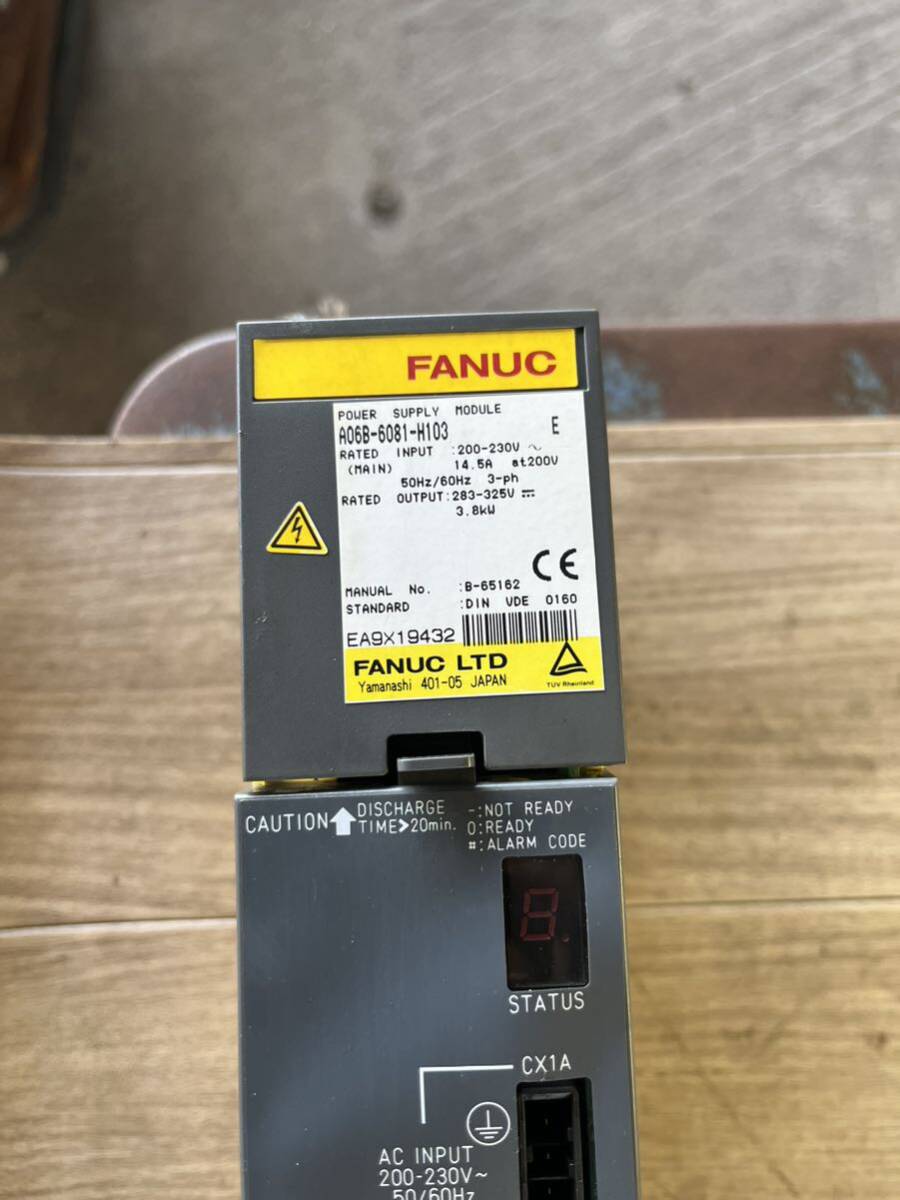 FANUC
POWER SUPPLY MODULE
A06B-6081-H103 E
RATED INPUT :200-230V ~
(MAIN) 14.5A at200V
50Hz/60Hz 3-ph
RATED OUTPUT:283-325V ⎓
3.8kW
CE
MANUAL No. :B-65162
STANDARD :DIN VDE 0160
EA9X19432
FANUC LTD
Yamanashi 401-05 JAPAN
TÜV Rheinland
CAUTION DISCHARGE TIME>20min.
-:NOT READY
0:READY
#:ALARM CODE
8.
STATUS
CX1A
AC INPUT
200-230V~
50/60Hz